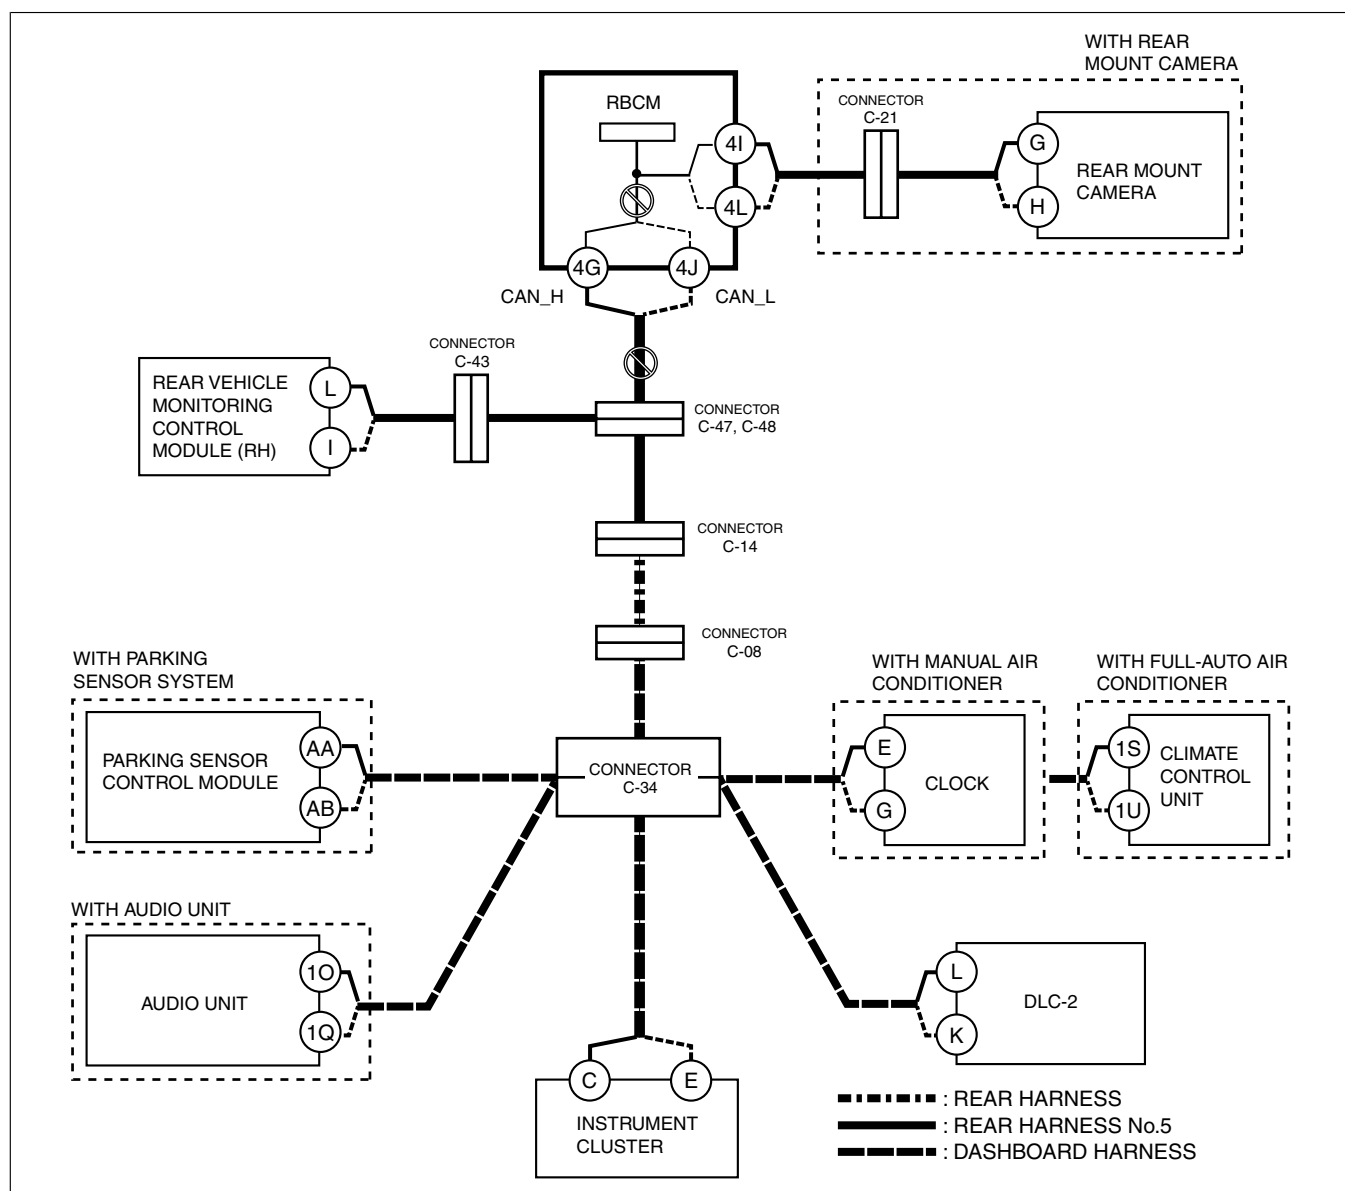 WITH REAR
MOUNT CAMERA
RBCM
CONNECTOR
C-21
4I
4L
G
H
REAR MOUNT
CAMERA
4G
4J
CAN_H
CAN_L
CONNECTOR
C-43
REAR VEHICLE
MONITORING
CONTROL
MODULE (RH)
L
I
CONNECTOR
C-47, C-48
CONNECTOR
C-14
CONNECTOR
C-08
WITH PARKING
SENSOR SYSTEM
PARKING SENSOR
CONTROL MODULE
AA
AB
CONNECTOR
C-34
WITH MANUAL AIR
CONDITIONER
E
G
CLOCK
WITH FULL-AUTO AIR
CONDITIONER
1S
1U
CLIMATE
CONTROL
UNIT
WITH AUDIO UNIT
AUDIO UNIT
1O
1Q
L
K
DLC-2
C
E
INSTRUMENT
CLUSTER
: REAR HARNESS
: REAR HARNESS No.5
: DASHBOARD HARNESS